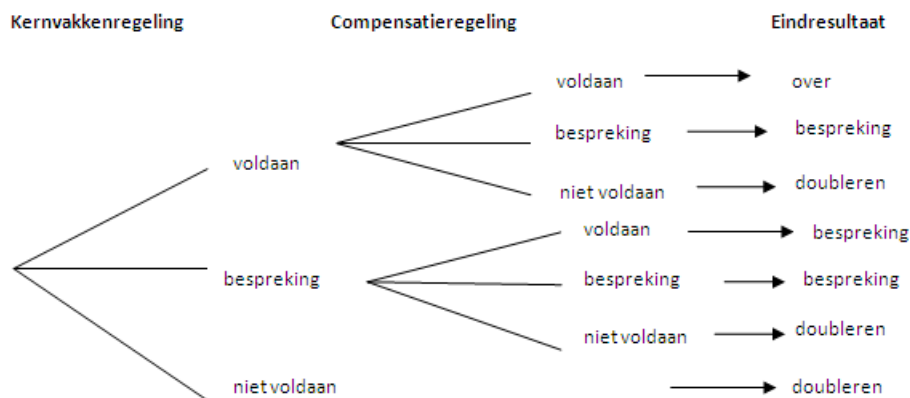 Kernvakkenregeling Compensatieregeling Eindresultaat
voldaan over
bespreking bespreking
voldaan
niet voldaan doubleren
voldaan bespreking
bespreking bespreking bespreking
niet voldaan doubleren
niet voldaan doubleren